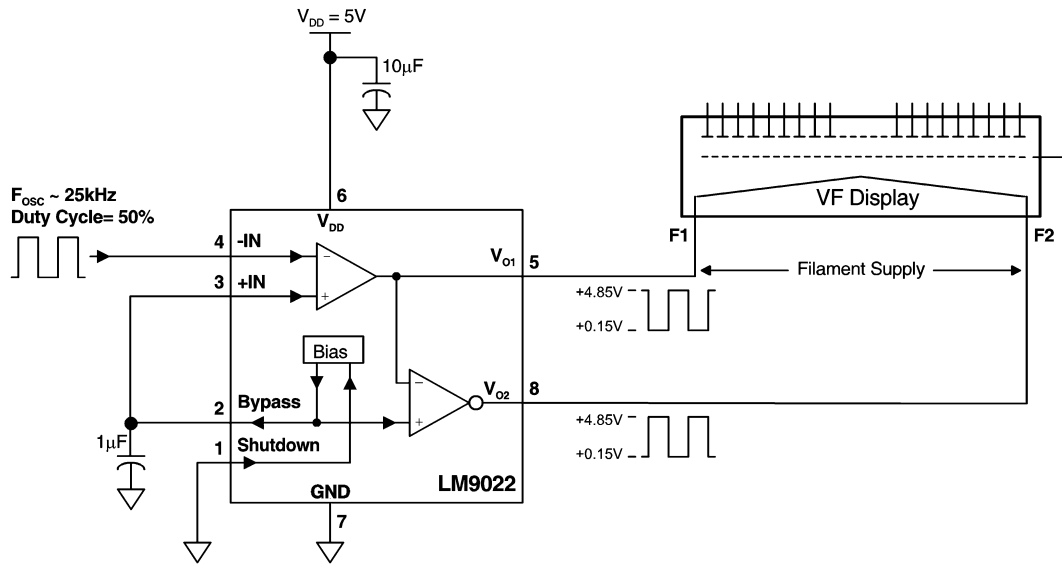 V_DD = 5V
10μF
6
V_DD
F_OSC ~ 25kHz
Duty Cycle= 50%
VF Display
F1
F2
4 -IN
−
V_O1 5
Filament Supply
3 +IN
+
+4.85V
+0.15V
Bias
−
V_O2 8
2 Bypass
+
+4.85V
+0.15V
1μF
1 Shutdown
LM9022
GND
7